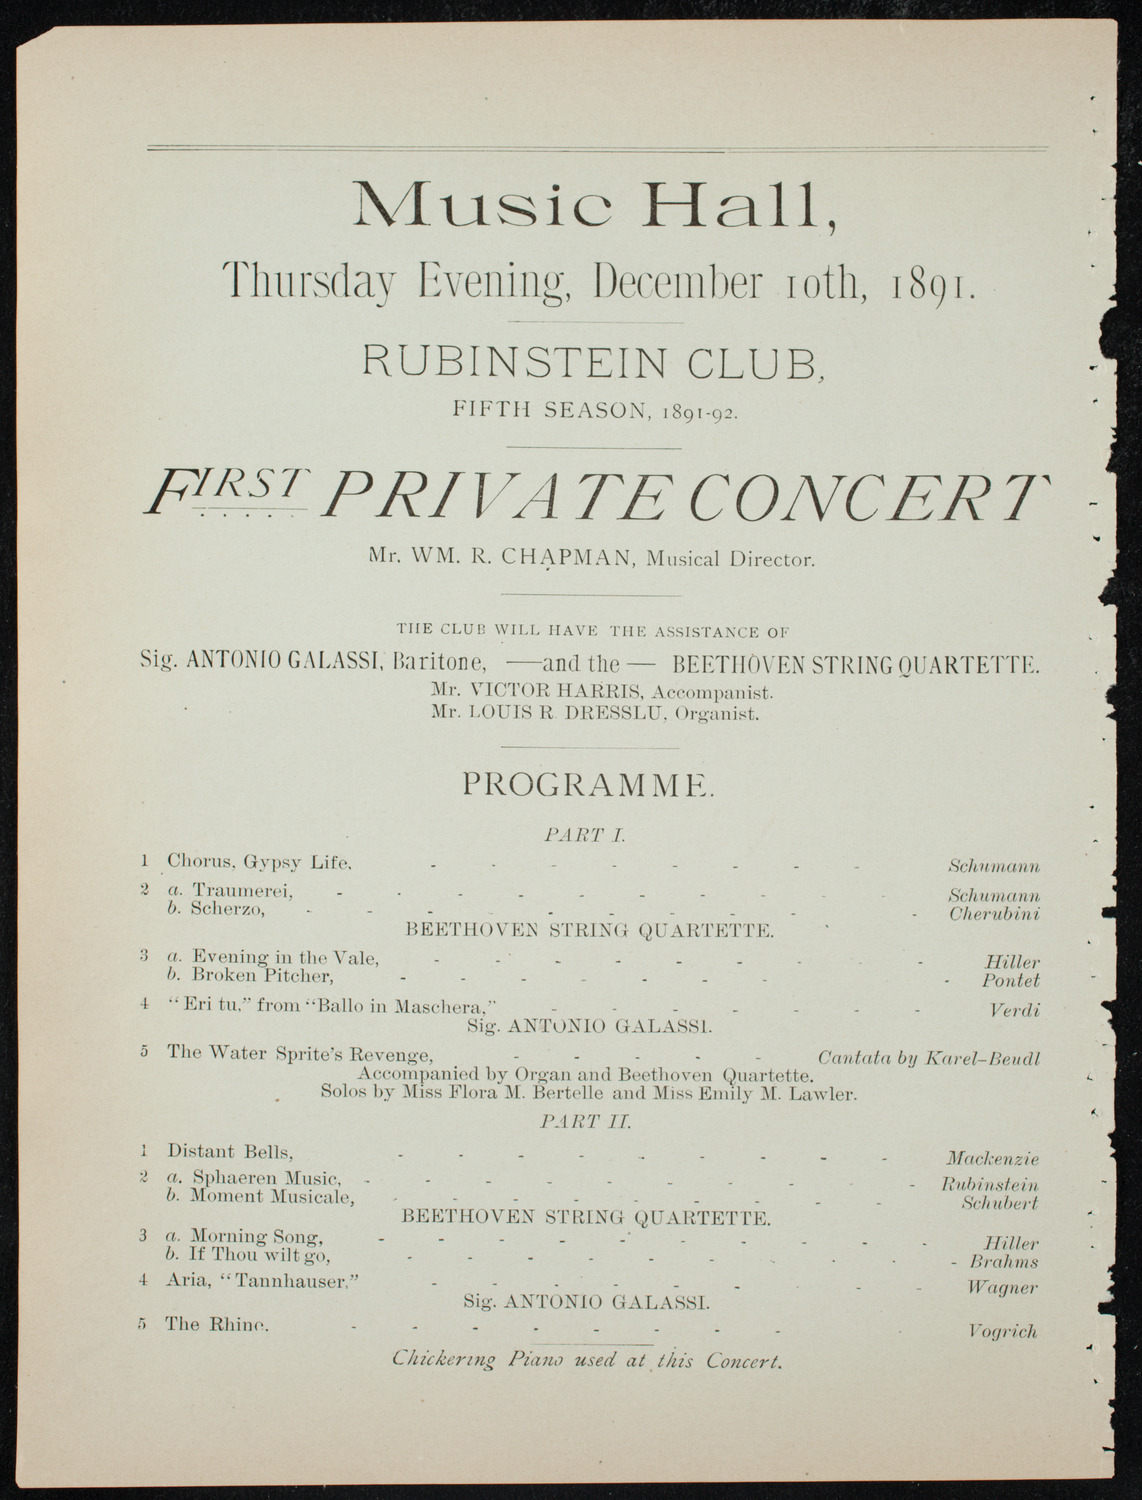 Music Hall,
Thursday Evening, December 10th, 1891.
RUBINSTEIN CLUB,
FIFTH SEASON, 1891-92.
FIRST PRIVATE CONCERT
Mr. WM. R. CHAPMAN, Musical Director.
THE CLUB WILL HAVE THE ASSISTANCE OF
Sig. ANTONIO GALASSI, Baritone, —and the— BEETHOVEN STRING QUARTETTE.
Mr. VICTOR HARRIS, Accompanist.
Mr. LOUIS R. DRESSLU, Organist.
PROGRAMME.
PART I.
1 Chorus, Gypsy Life, - - - - - - - - Schumann
2 a. Traumerei, - - - - - - - - - - Schumann
b. Scherzo, - - - - - - - - - - Cherubini
BEETHOVEN STRING QUARTETTE.
3 a. Evening in the Vale, - - - - - - - - - Hiller
b. Broken Pitcher, - - - - - - - - Pontet
4 "Eri tu," from "Ballo in Maschera," - - - - - - - Verdi
Sig. ANTONIO GALASSI.
5 The Water Sprite's Revenge, - - - - - Cantata by Karel-Beudl
Accompanied by Organ and Beethoven Quartette.
Solos by Miss Flora M. Bertelle and Miss Emily M. Lawler.
PART II.
1 Distant Bells, - - - - - - - - - Mackenzie
2 a. Sphaeren Music, - - - - - - - - - - Rubinstein
b. Moment Musicale, - - - - - - - - - Schubert
BEETHOVEN STRING QUARTETTE.
3 a. Morning Song, - - - - - - - - - - Hiller
b. If Thou wilt go, - - - - - - - - - - Brahms
4 Aria, "Tannhauser," - - - - - - - - Wagner
Sig. ANTONIO GALASSI.
5 The Rhine. - - - - - - - - Vogrich
Chickering Piano used at this Concert.